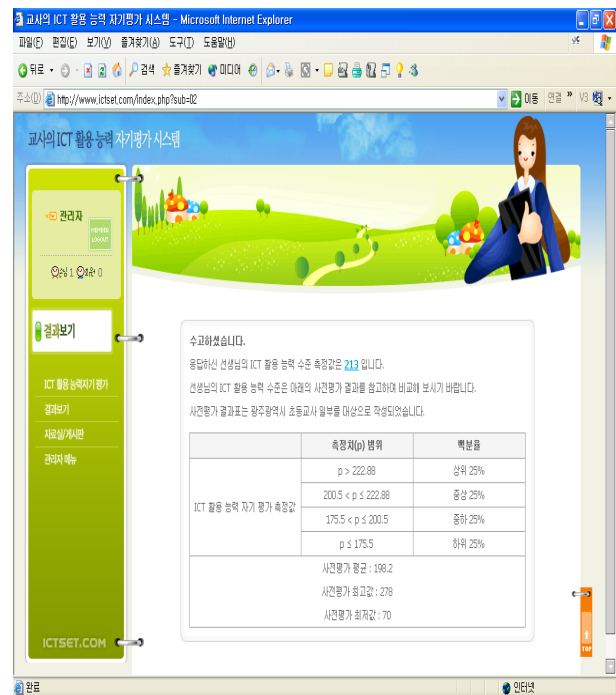 교사의 ICT 활용 능력 자기평가 시스템 - Microsoft Internet Explorer
파일(F) 편집(E) 보기(V) 즐겨찾기(A) 도구(T) 도움말(H)
뒤로 검색 즐겨찾기 미디어
주소(D) http://www.ictset.com/index.php?sub=02 이동 연결 » V3
교사의 ICT 활용 능력 자기평가 시스템
관리자
MEMBER
LOGOUT
손님 1 0
결과보기
ICT 활용 능력자기 평가
결과보기
자료실/게시판
관리자 메뉴
ICTSET.COM
수고하셨습니다.
응답하신 선생님의 ICT 활용 능력 수준 측정값은 213 입니다.
선생님의 ICT 활용 능력 수준은 아래의 사전평가 결과를 참고하여 비교해 보시기 바랍니다.
사전평가 결과표는 광주광역시 초등교사 일부를 대상으로 작성되었습니다.
측정치(p) 범위 백분율
ICT 활용 능력 자기 평가 측정값
p > 222.88 상위 25%
200.5 < p ≤ 222.88 중상 25%
175.5 < p ≤ 200.5 중하 25%
p ≤ 175.5 하위 25%
사전평가 평균 : 198.2
사전평가 최고값 : 278
사전평가 최저값 : 70
TOP
완료 인터넷